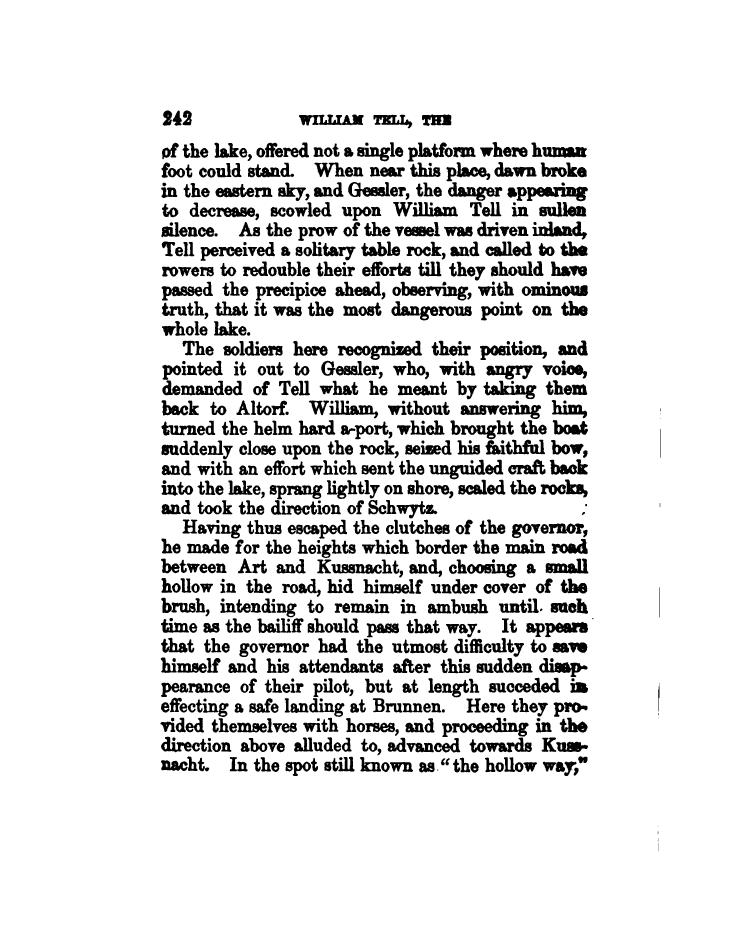 242 WILLIAM TELL, THE
of the lake, offered not a single platform where human
foot could stand. When near this place, dawn broke
in the eastern sky, and Gessler, the danger appearing
to decrease, scowled upon William Tell in sullen
silence. As the prow of the vessel was driven inland,
Tell perceived a solitary table rock, and called to the
rowers to redouble their efforts till they should have
passed the precipice ahead, observing, with ominous
truth, that it was the most dangerous point on the
whole lake.
The soldiers here recognized their position, and
pointed it out to Gessler, who, with angry voice,
demanded of Tell what he meant by taking them
back to Altorf. William, without answering him,
turned the helm hard a-port, which brought the boat
suddenly close upon the rock, seized his faithful bow,
and with an effort which sent the unguided craft back
into the lake, sprang lightly on shore, scaled the rocks,
and took the direction of Schwytz.
Having thus escaped the clutches of the governor,
he made for the heights which border the main road
between Art and Kussnacht, and, choosing a small
hollow in the road, hid himself under cover of the
brush, intending to remain in ambush until such
time as the bailiff should pass that way. It appears
that the governor had the utmost difficulty to save
himself and his attendants after this sudden disap-
pearance of their pilot, but at length succeded in
effecting a safe landing at Brunnen. Here they pro-
vided themselves with horses, and proceeding in the
direction above alluded to, advanced towards Kuss-
nacht. In the spot still known as "the hollow way,"